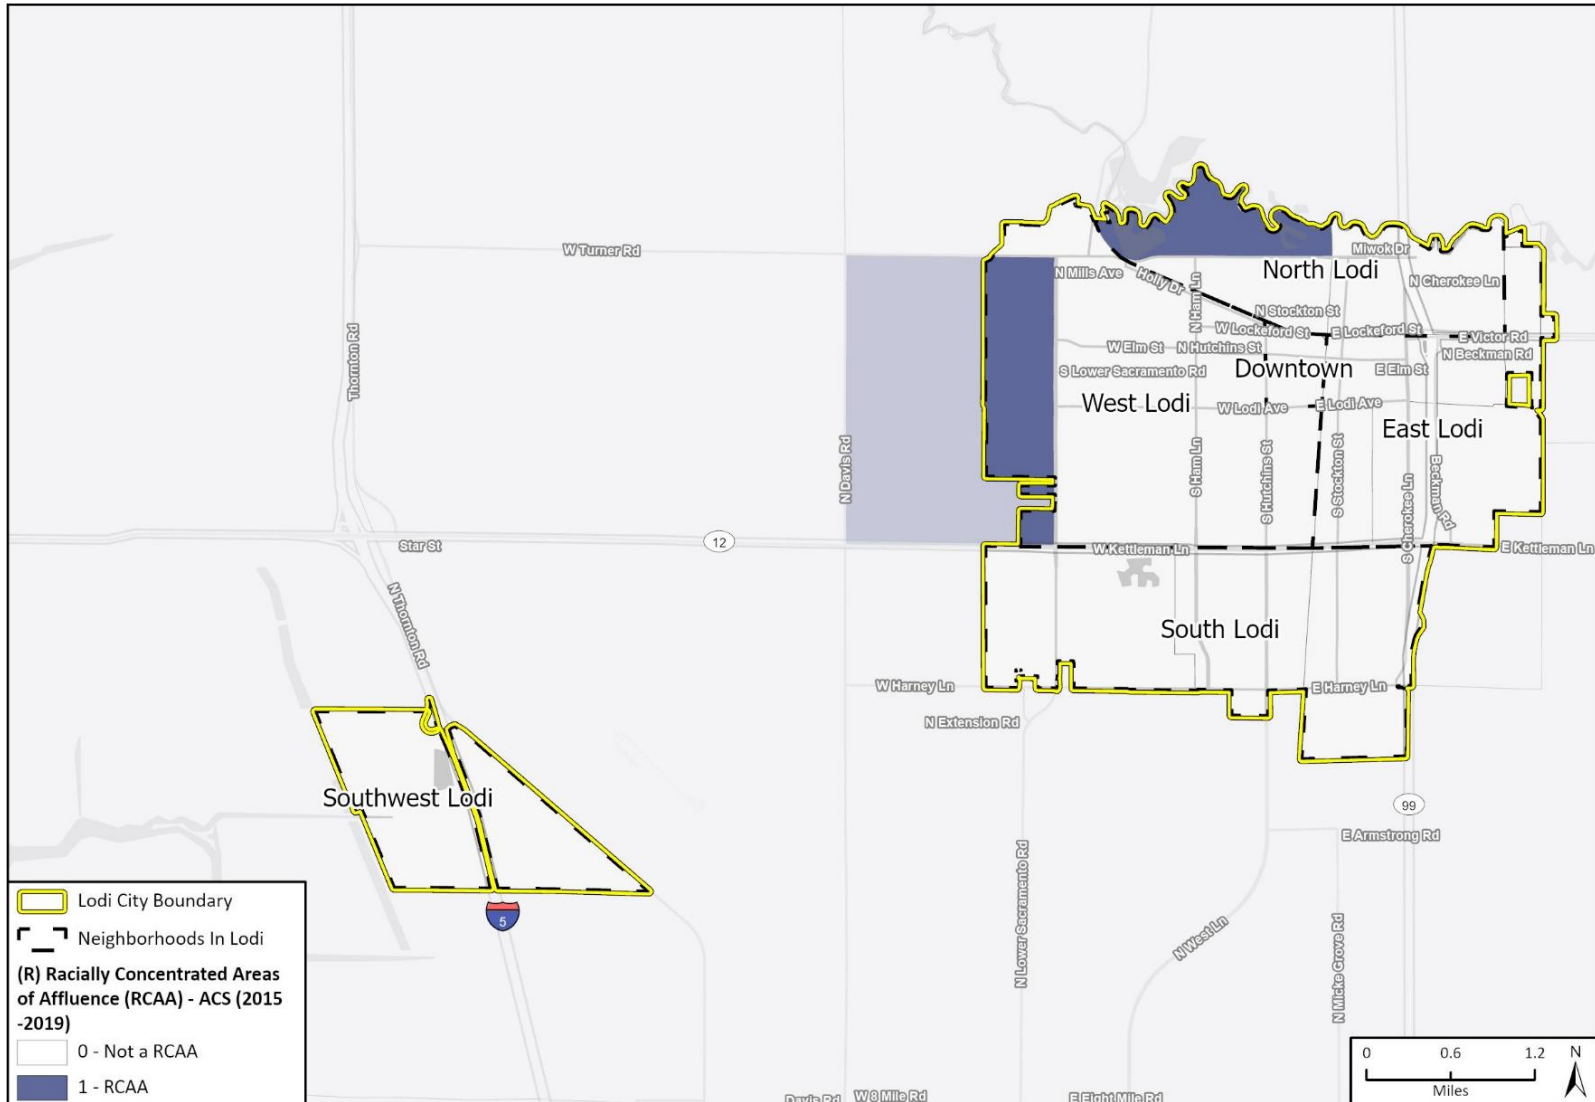 W Turner Rd
Miwok Dr
North Lodi
N Mills Ave
Holly Dr
N Ham Ln
N Cherokee Ln
N Stockton St
W Lockeford St
E Lockeford St
E Victor Rd
Thornton Rd
W Elm St
N Hutchins St
N Beckman Rd
S Lower Sacramento Rd
Downtown
E Elm St
West Lodi
W Lodi Ave
E Lodi Ave
East Lodi
N Davis Rd
S Ham Ln
S Hutchins St
S Stockton St
S Cherokee Ln
Beckman Rd
Star St
12
W Kettleman Ln
E Kettleman Ln
N Thornton Rd
South Lodi
W Harney Ln
E Harney Ln
N Extension Rd
Southwest Lodi
99
E Armstrong Rd
N Lower Sacramento Rd
N West Ln
N Micke Grove Rd
5
Lodi City Boundary
Neighborhoods In Lodi
(R) Racially Concentrated Areas
of Affluence (RCAA) - ACS (2015
-2019)
0 - Not a RCAA
1 - RCAA
Davis Rd
W 8 Mile Rd
E Eight Mile Rd
0 0.6 1.2
Miles
N